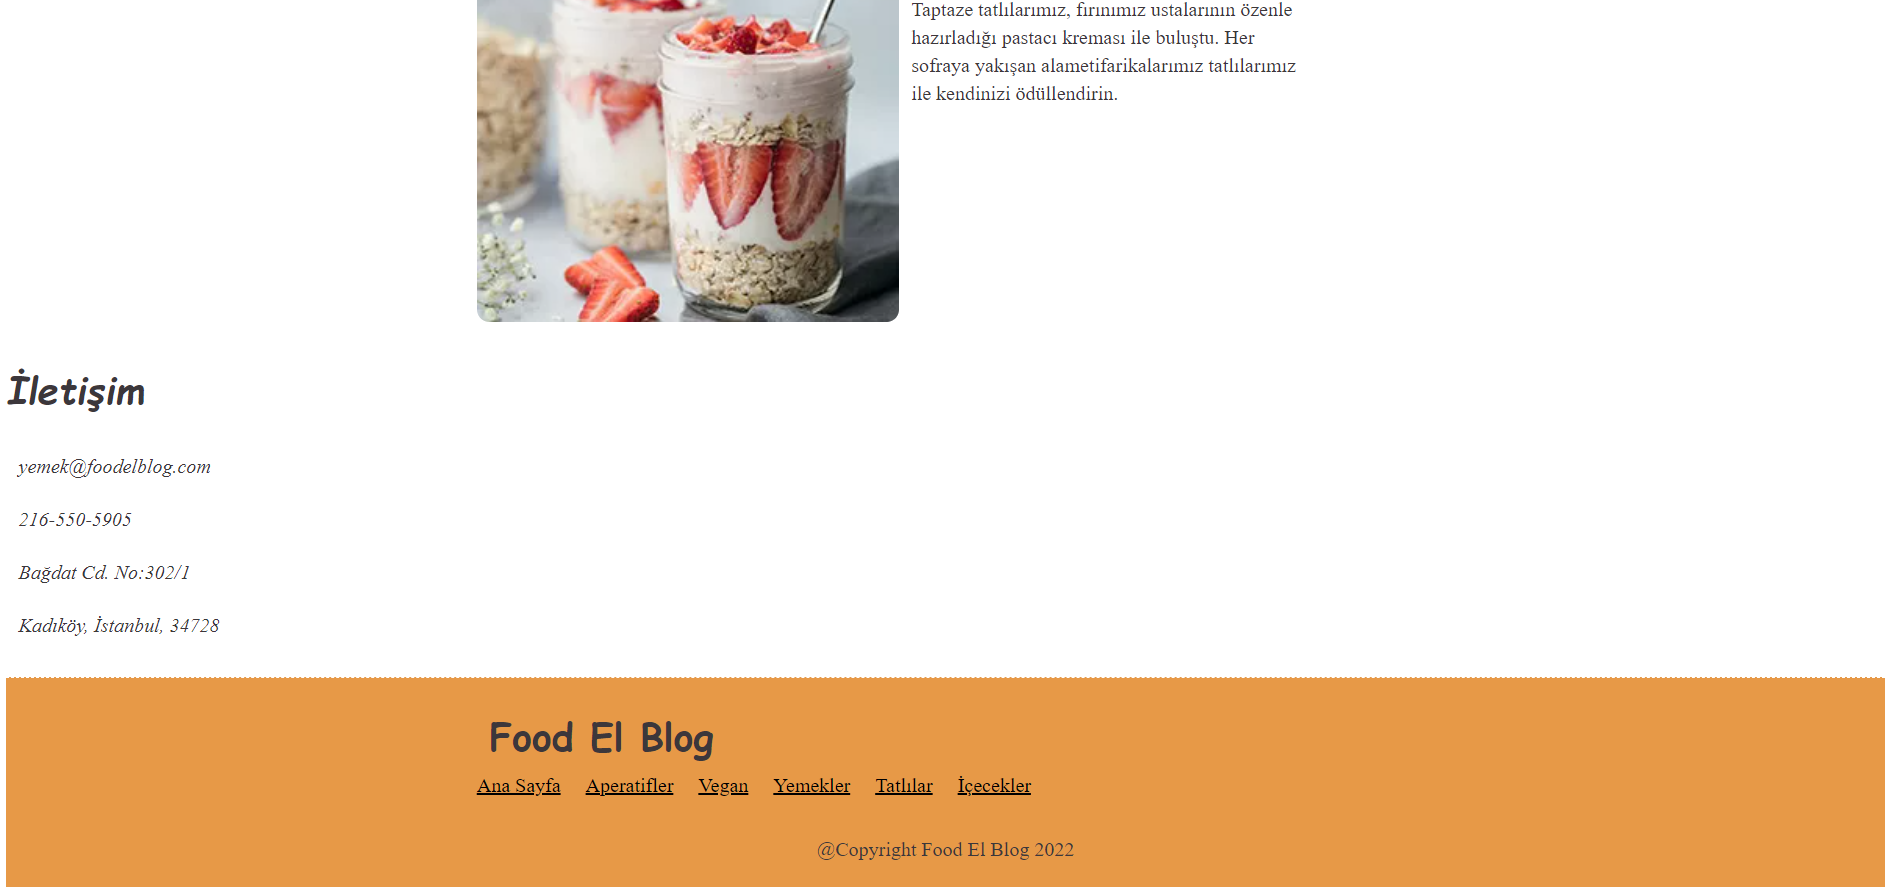 Taptaze tatlılarımız, fırınımız ustalarının özenle
hazırladığı pastacı kreması ile buluştu. Her
sofraya yakışan alametifarikalarımız tatlılarımız
ile kendinizi ödüllendirin.
İletişim
yemek@foodelblog.com
216-550-5905
Bağdat Cd. No:302/1
Kadıköy, İstanbul, 34728
Food El Blog
Ana Sayfa Aperatifler Vegan Yemekler Tatlılar İçecekler
@Copyright Food El Blog 2022